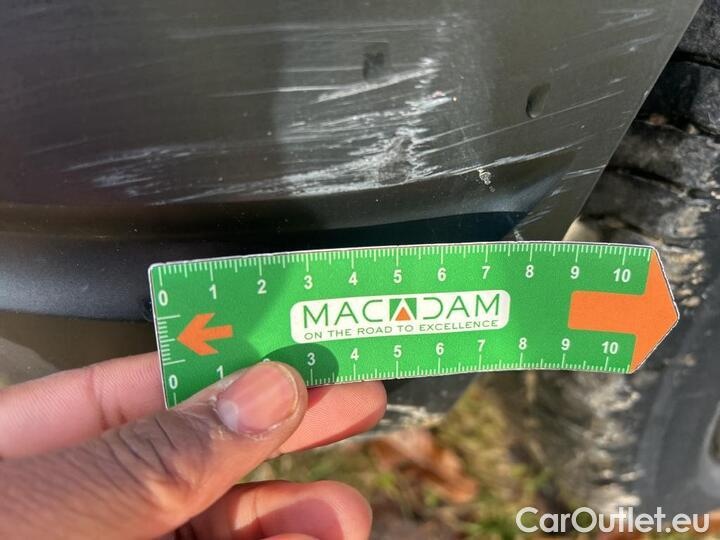 0 1 2 3 4 5 6 7 8 9 10
MACADAM
ON THE ROAD TO EXCELLENCE
0 1 2 3 4 5 6 7 8 9 10
CarOutlet.eu